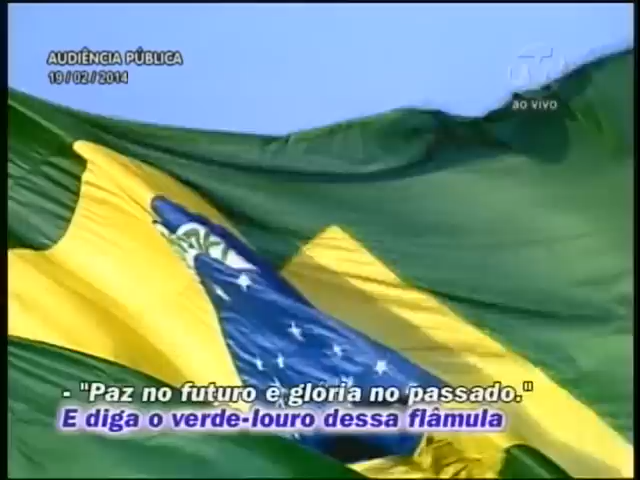 AUDIÊNCIA PÚBLICA
19/02/2014
AO VIVO
- "Paz no futuro e glória no passado."
E diga o verde-louro dessa flâmula